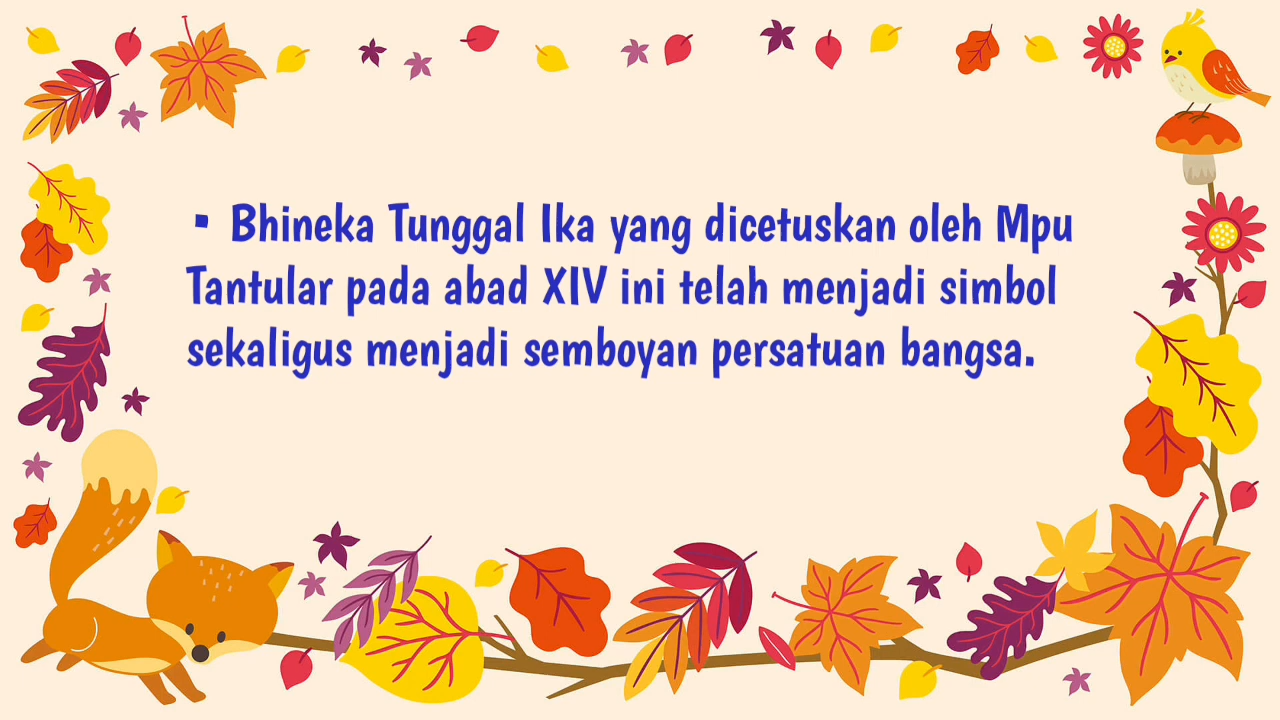 ▪ Bhineka Tunggal Ika yang dicetuskan oleh Mpu
Tantular pada abad XIV ini telah menjadi simbol
sekaligus menjadi semboyan persatuan bangsa.